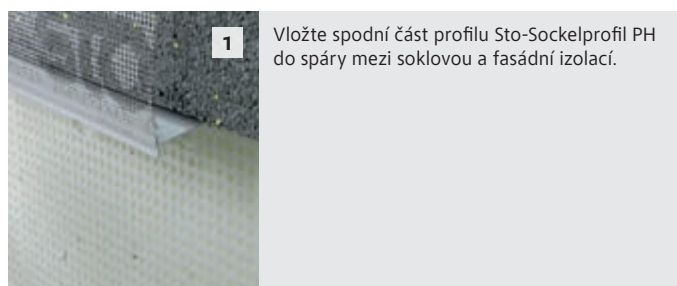 1
Vložte spodní část profilu Sto-Sockelprofil PH
do spáry mezi soklovou a fasádní izolací.